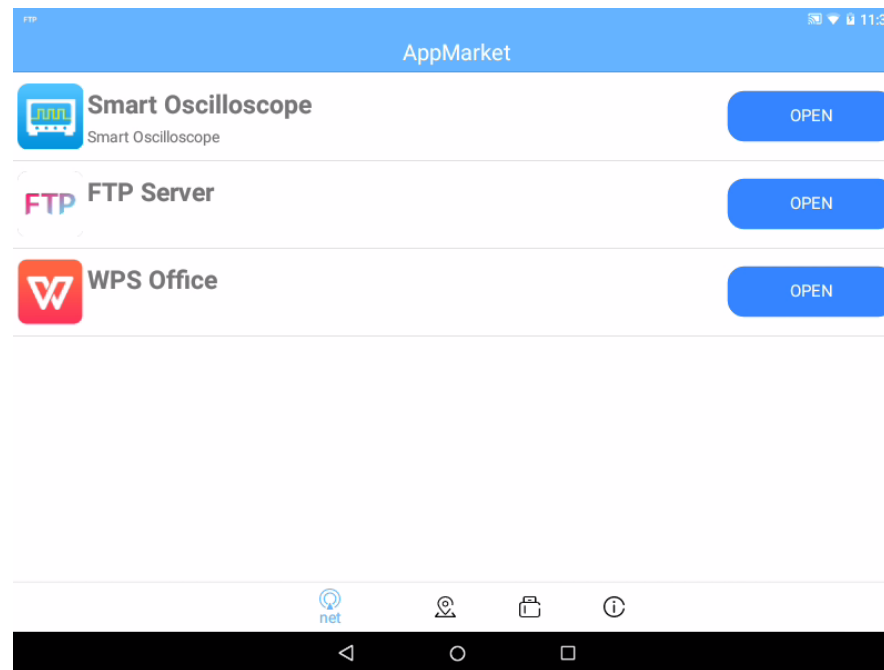 FTP
11:3
AppMarket
Smart Oscilloscope
Smart Oscilloscope
OPEN
FTP
FTP Server
OPEN
WPS Office
OPEN
net